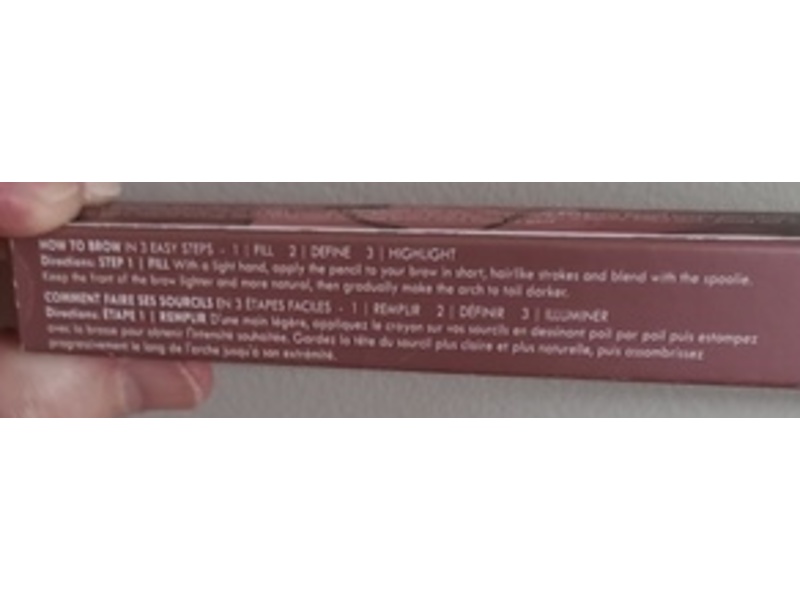 HOW TO BROW IN 3 EASY STEPS - 1 | FILL 2 | DEFINE 3 | HIGHLIGHT
Directions: STEP 1 | FILL With a light hand, apply the pencil to your brow in short, hairlike strokes and blend with the spoolie.
Keep the front of the brow lighter and more natural, then gradually make the arch to tail darker.
COMMENT FAIRE SES SOURCILS EN 3 ÉTAPES FACILES - 1 | REMPLIR 2 | DÉFINIR 3 | ILLUMINER
Directions: ÉTAPE 1 | REMPLIR D'une main légère, appliquez le crayon sur vos sourcils en dessinant poil par poil puis estompez
avec la brosse pour obtenir l'intensité souhaitée. Gardez la tête du sourcil plus claire et plus naturelle, puis assombrissez
progressivement le long de l'arche jusqu'à son extrémité.